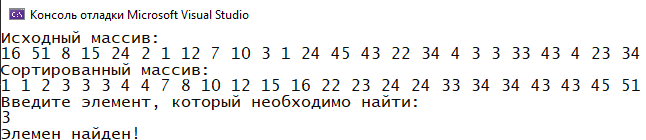 Консоль отладки Microsoft Visual Studio
Исходный массив:
16 51 8 15 24 2 1 12 7 10 3 1 24 45 43 22 34 4 3 3 33 43 4 23 34
Сортированный массив:
1 1 2 3 3 3 4 4 7 8 10 12 15 16 22 23 24 24 33 34 34 43 43 45 51
Введите элемент, который необходимо найти:
3
Элемен найден!